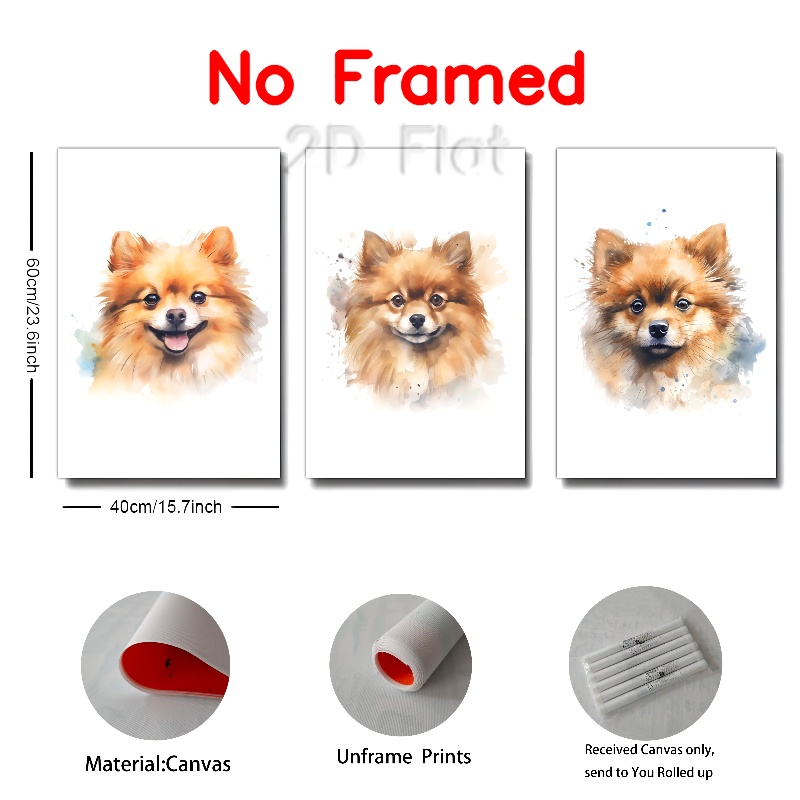 No Framed
2D Flat
60cm/23.6inch
40cm/15.7inch
Material:Canvas
Unframe Prints
Received Canvas only,
send to You Rolled up